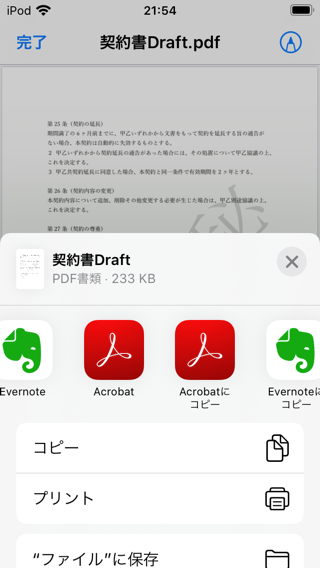 iPod
21:54
完了
契約書Draft.pdf
第 25 条（契約の延長）
期間満了の 6 ヶ月前までに、甲乙いずれかから文書をもって契約を延長する旨の通告が
ない場合、本契約は自動的に失効するものとする。
2 甲乙いずれかから契約延長の通告があった場合には、その処置について甲乙協議の上、
これを決定する。
3 甲乙共契約延長に同意した場合、本契約と同一条件で有効期間を 2 ヶ年とする。
第 26 条（契約内容の変更）
本契約内容について追加、削除その他変更する必要が生じた場合は、甲乙別途協議の上、
これを決定する。
第 27 条（契約の尊重）
秘
契約書Draft
PDF書類・233 KB
Evernote
Acrobat
Acrobatに
コピー
Evernoteに
コピー
コピー
プリント
“ファイル”に保存